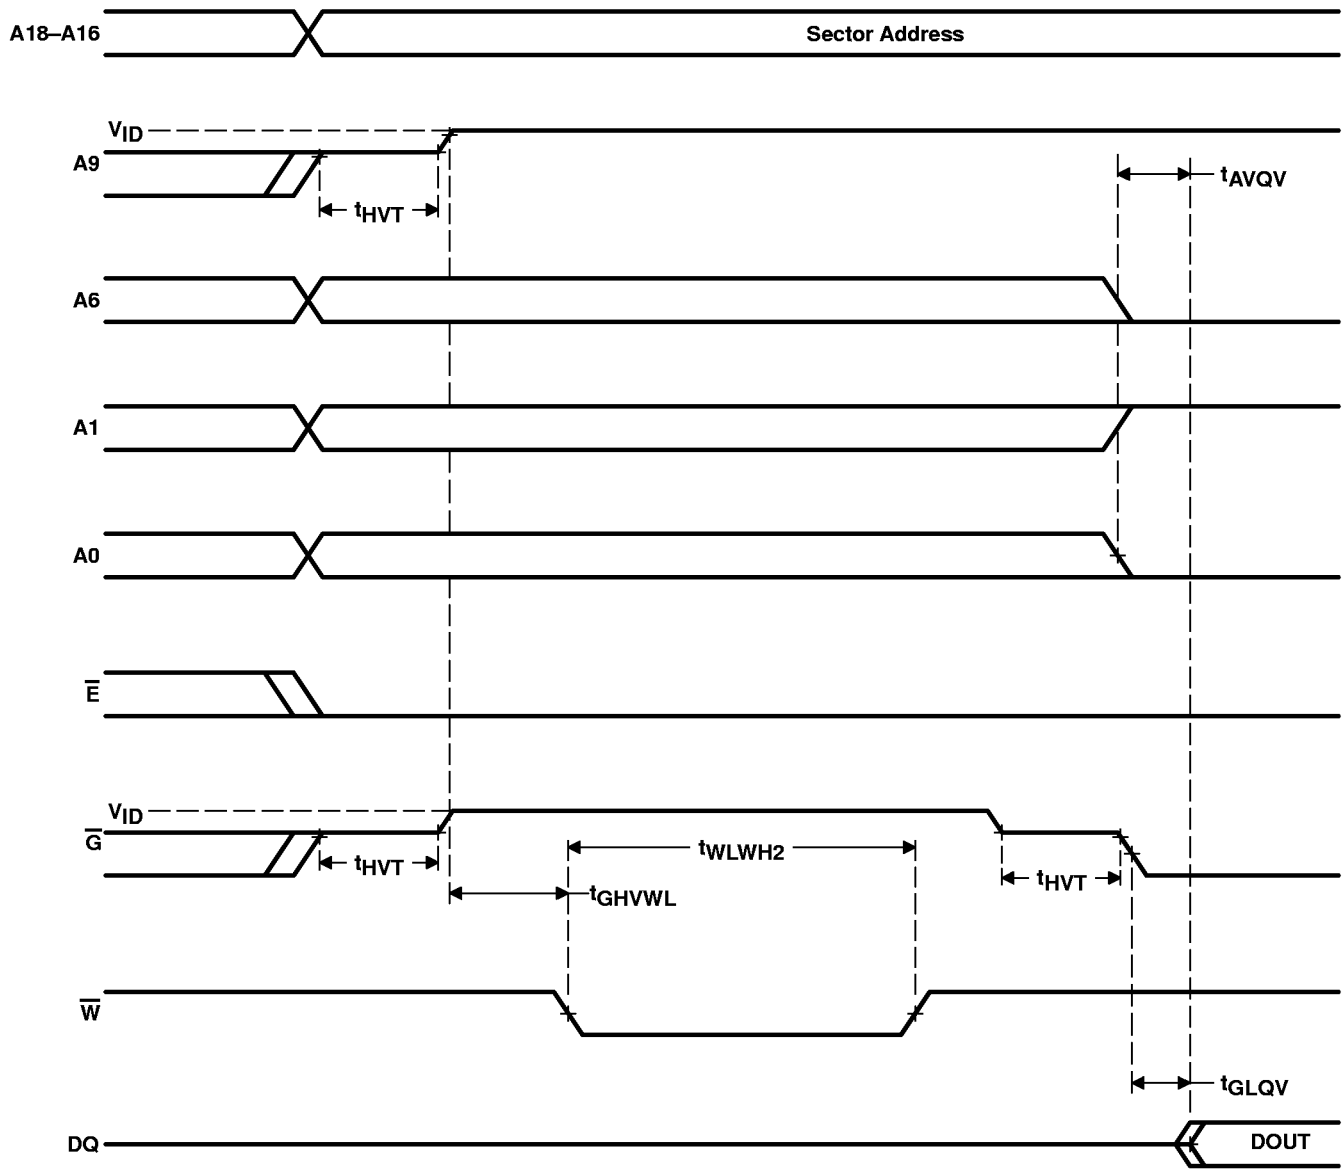 A18–A16
Sector Address
VID
A9
tAVQV
tHVT
A6
A1
A0
E̅
VID
G̅
tWLWH2
tHVT
tHVT
tGHVWL
W̅
tGLQV
DQ
DOUT